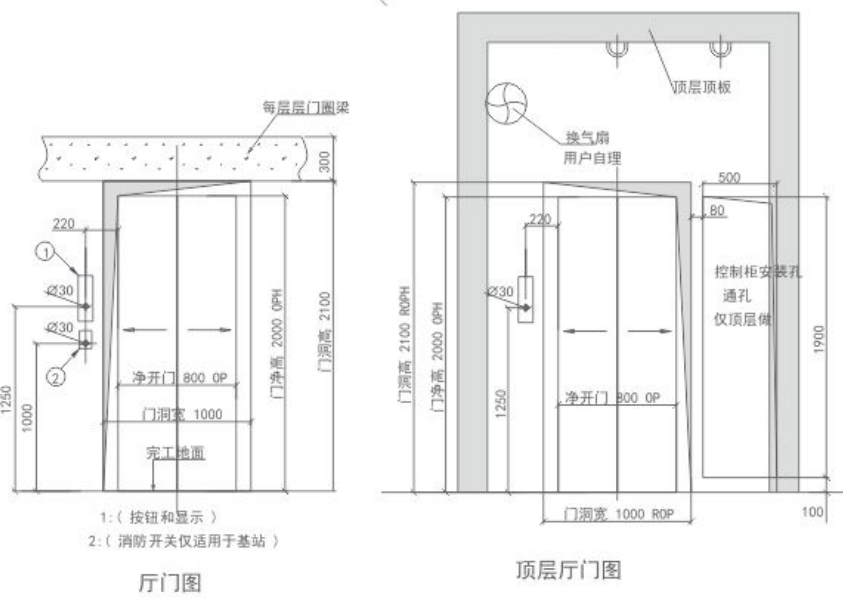 每层层门圈梁
300
220
1
Ø30
Ø30
2
1250
1000
净开门 800 OP
门洞宽 1000
完工地面
门净高 2000 OPH
门洞高 2100
1:( 按钮和显示 )
2:( 消防开关仅适用于基站 )
厅门图
顶层顶板
换气扇
用户自理
500
80
220
Ø30
控制柜安装孔
通孔
仅顶层做
门洞高 2100 ROPH
门净高 2000 OPH
1250
1900
净开门 800 OP
门洞宽 1000 ROP
100
顶层厅门图